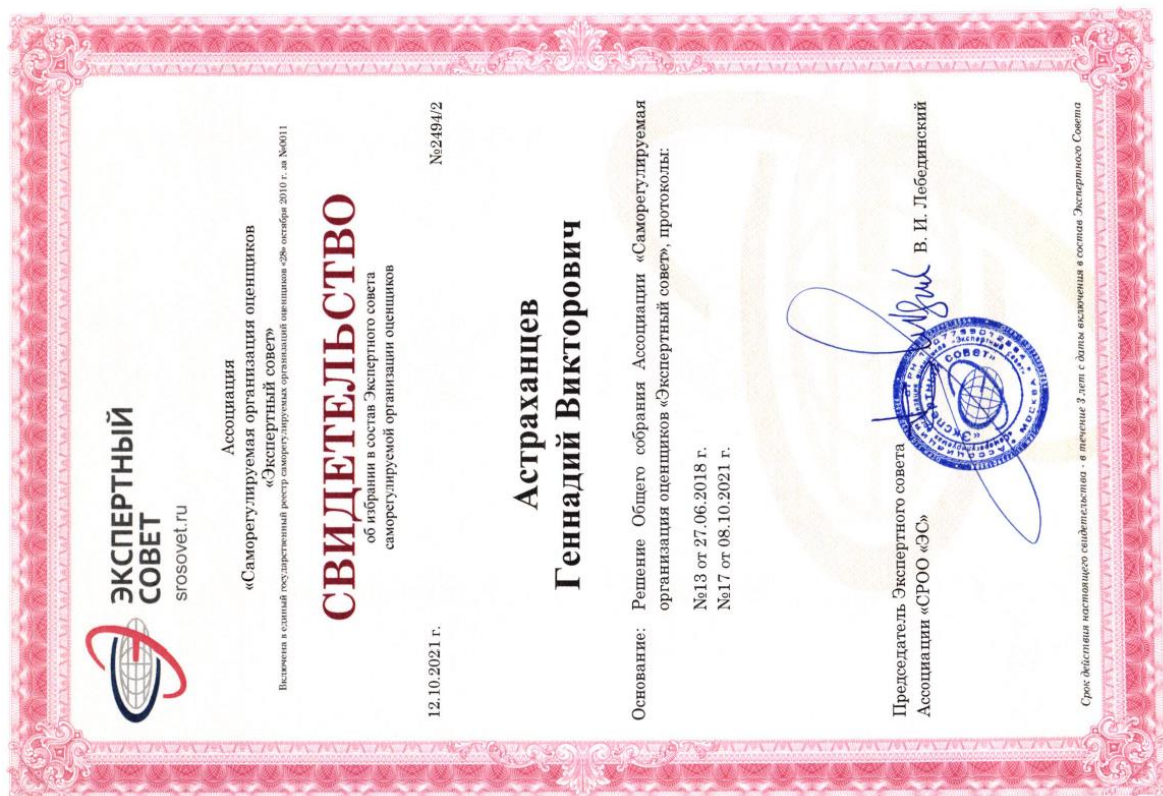 ЭКСПЕРТНЫЙ
СОВЕТ
srosovet.ru
Ассоциация
«Саморегулируемая организация оценщиков
«Экспертный совет»
Включена в единый государственный реестр саморегулируемых организаций оценщиков «28» октября 2010 г. за №0011
СВИДЕТЕЛЬСТВО
об избрании в состав Экспертного совета
саморегулируемой организации оценщиков
12.10.2021 г. №2494/2
Астраханцев
Геннадий Викторович
Основание: Решение Общего собрания Ассоциации «Саморегулируемая
организация оценщиков «Экспертный совет», протоколы:
№13 от 27.06.2018 г.
№17 от 08.10.2021 г.
Председатель Экспертного совета
Ассоциации «СРОО «ЭС» В. И. Лебединский
«ЭКСПЕРТНЫЙ СОВЕТ»
МОСКВА
Срок действия настоящего свидетельства - в течение 3 лет с даты включения в состав Экспертного Совета